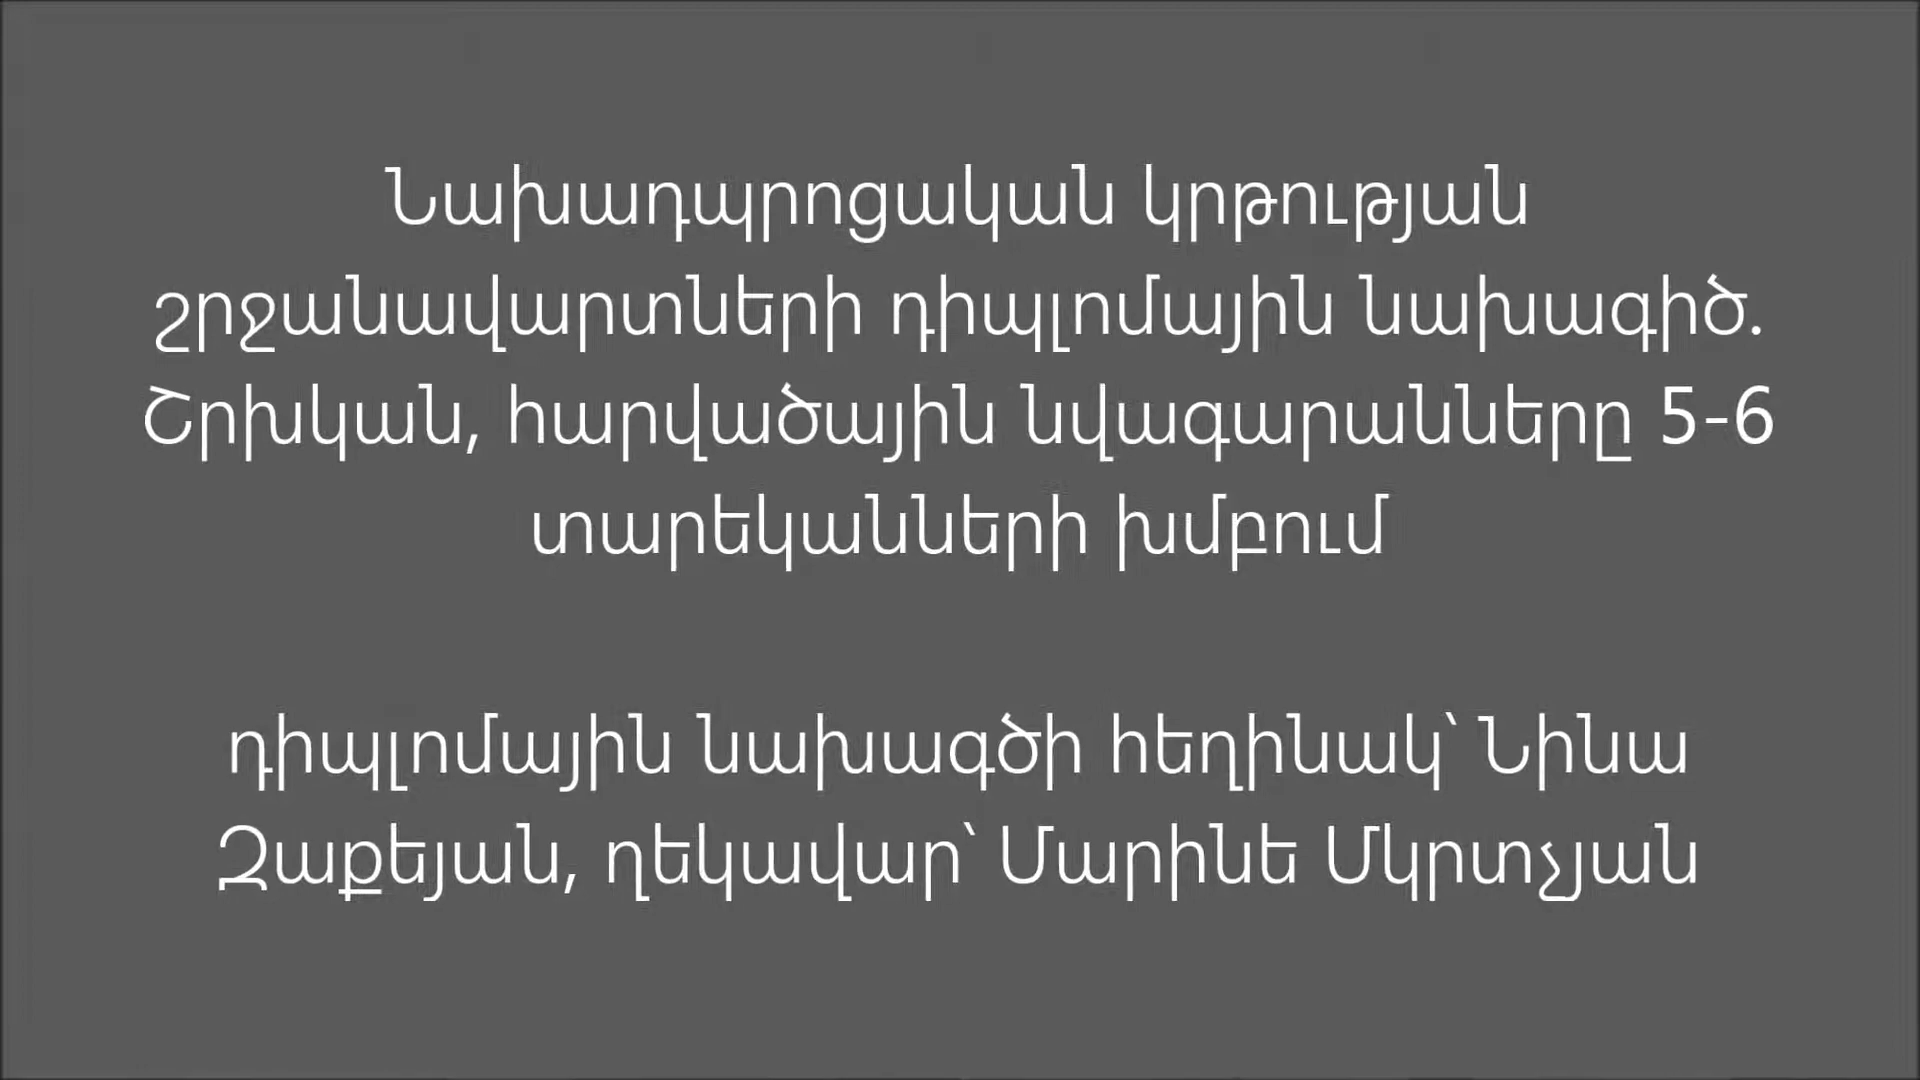 Նախադպրոցական կրթության
շրջանավարտների դիպլոմային նախագիծ.
Շրխկան, հարվածային նվագարանները 5-6
տարեկանների խմբում
դիպլոմային նախագծի հեղինակ՝ Նինա
Զաքեյան, ղեկավար՝ Մարինե Մկրտչյան